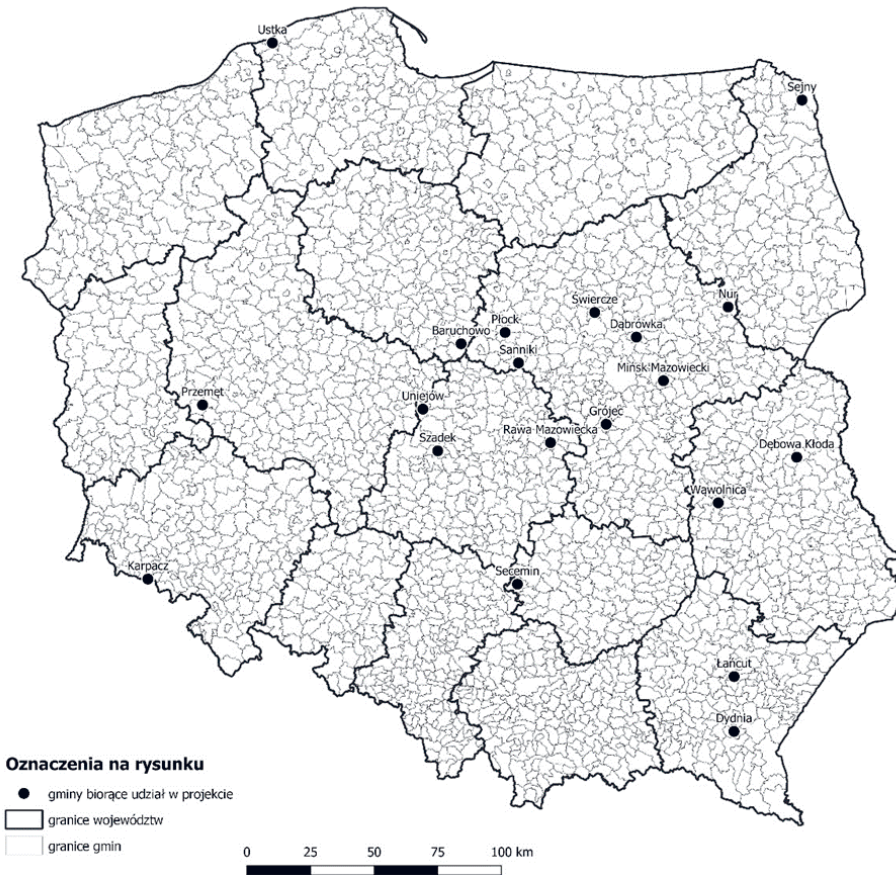 Ustka
Sejny
Nur
Świercze
Płock
Dąbrówka
Baruchowo
Sanniki
Mińsk Mazowiecki
Przemęt
Uniejów
Grójec
Rawa Mazowiecka
Szadek
Dębowa Kłoda
Wąwolnica
Karpacz
Secemin
Łańcut
Dydnia
Oznaczenia na rysunku
gminy biorące udział w projekcie
granice województw
granice gmin
0 25 50 75 100 km